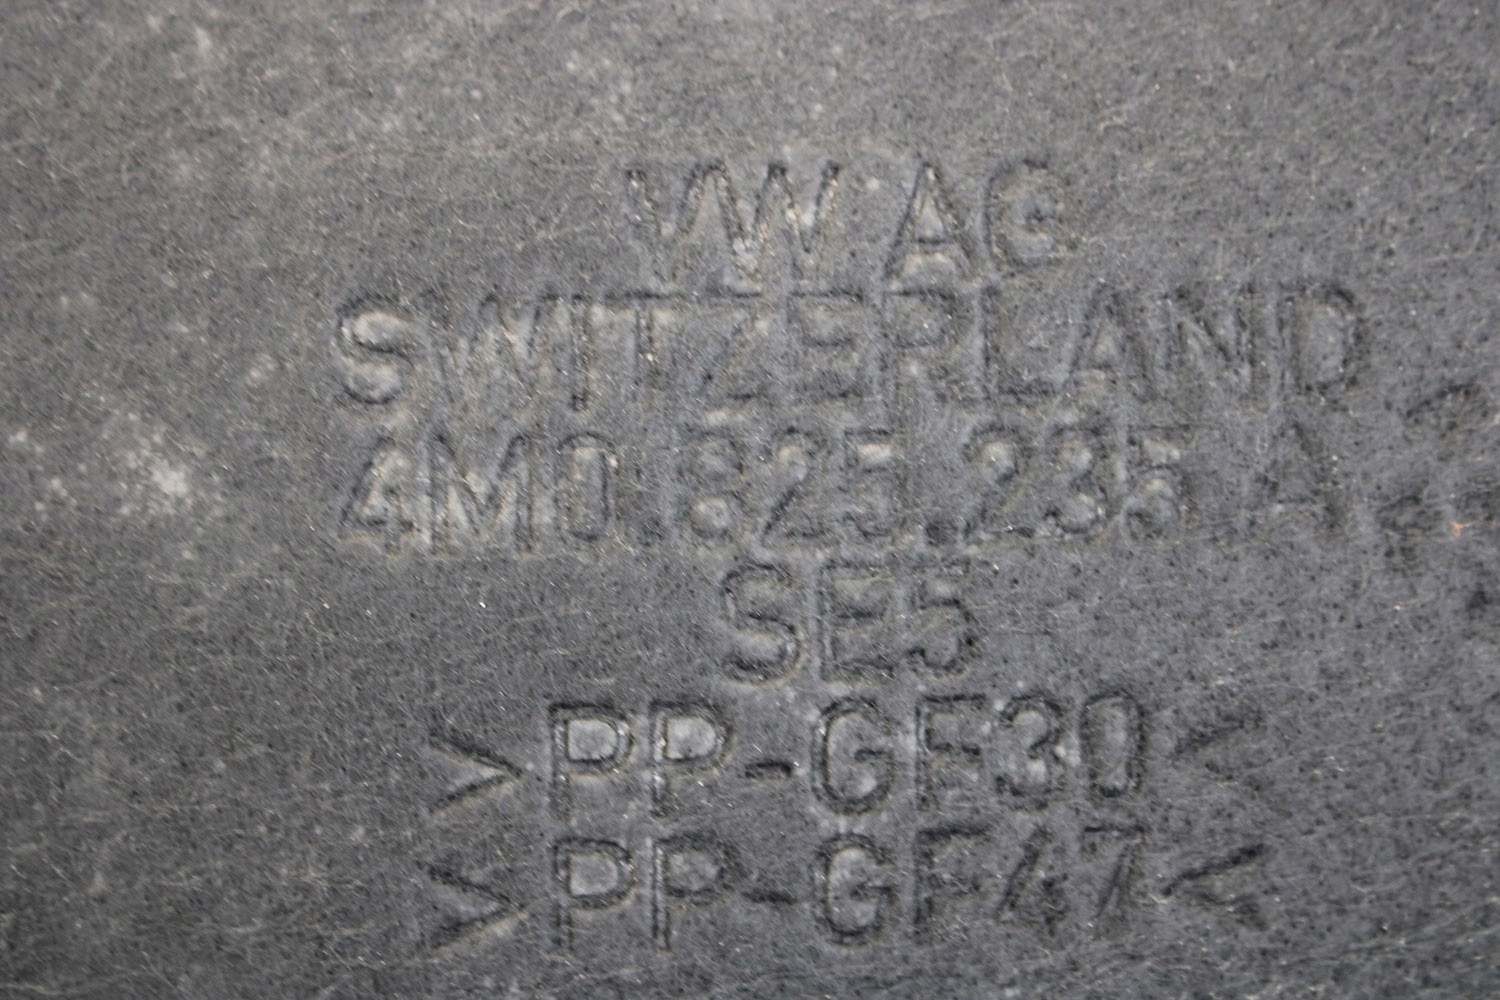 VW AG
SWITZERLAND
4M0.825.235 A
SE5
>PP-GF30<
>PP-GF47<